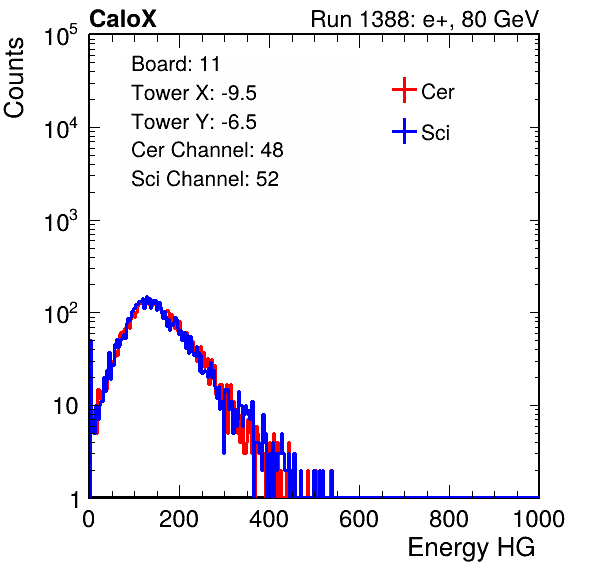 CaloX
Run 1388: e+, 80 GeV
Counts
Board: 11
Tower X: -9.5
Tower Y: -6.5
Cer Channel: 48
Sci Channel: 52
Cer
Sci
10^5
10^4
10^3
10^2
10
1
0 200 400 600 800 1000
Energy HG